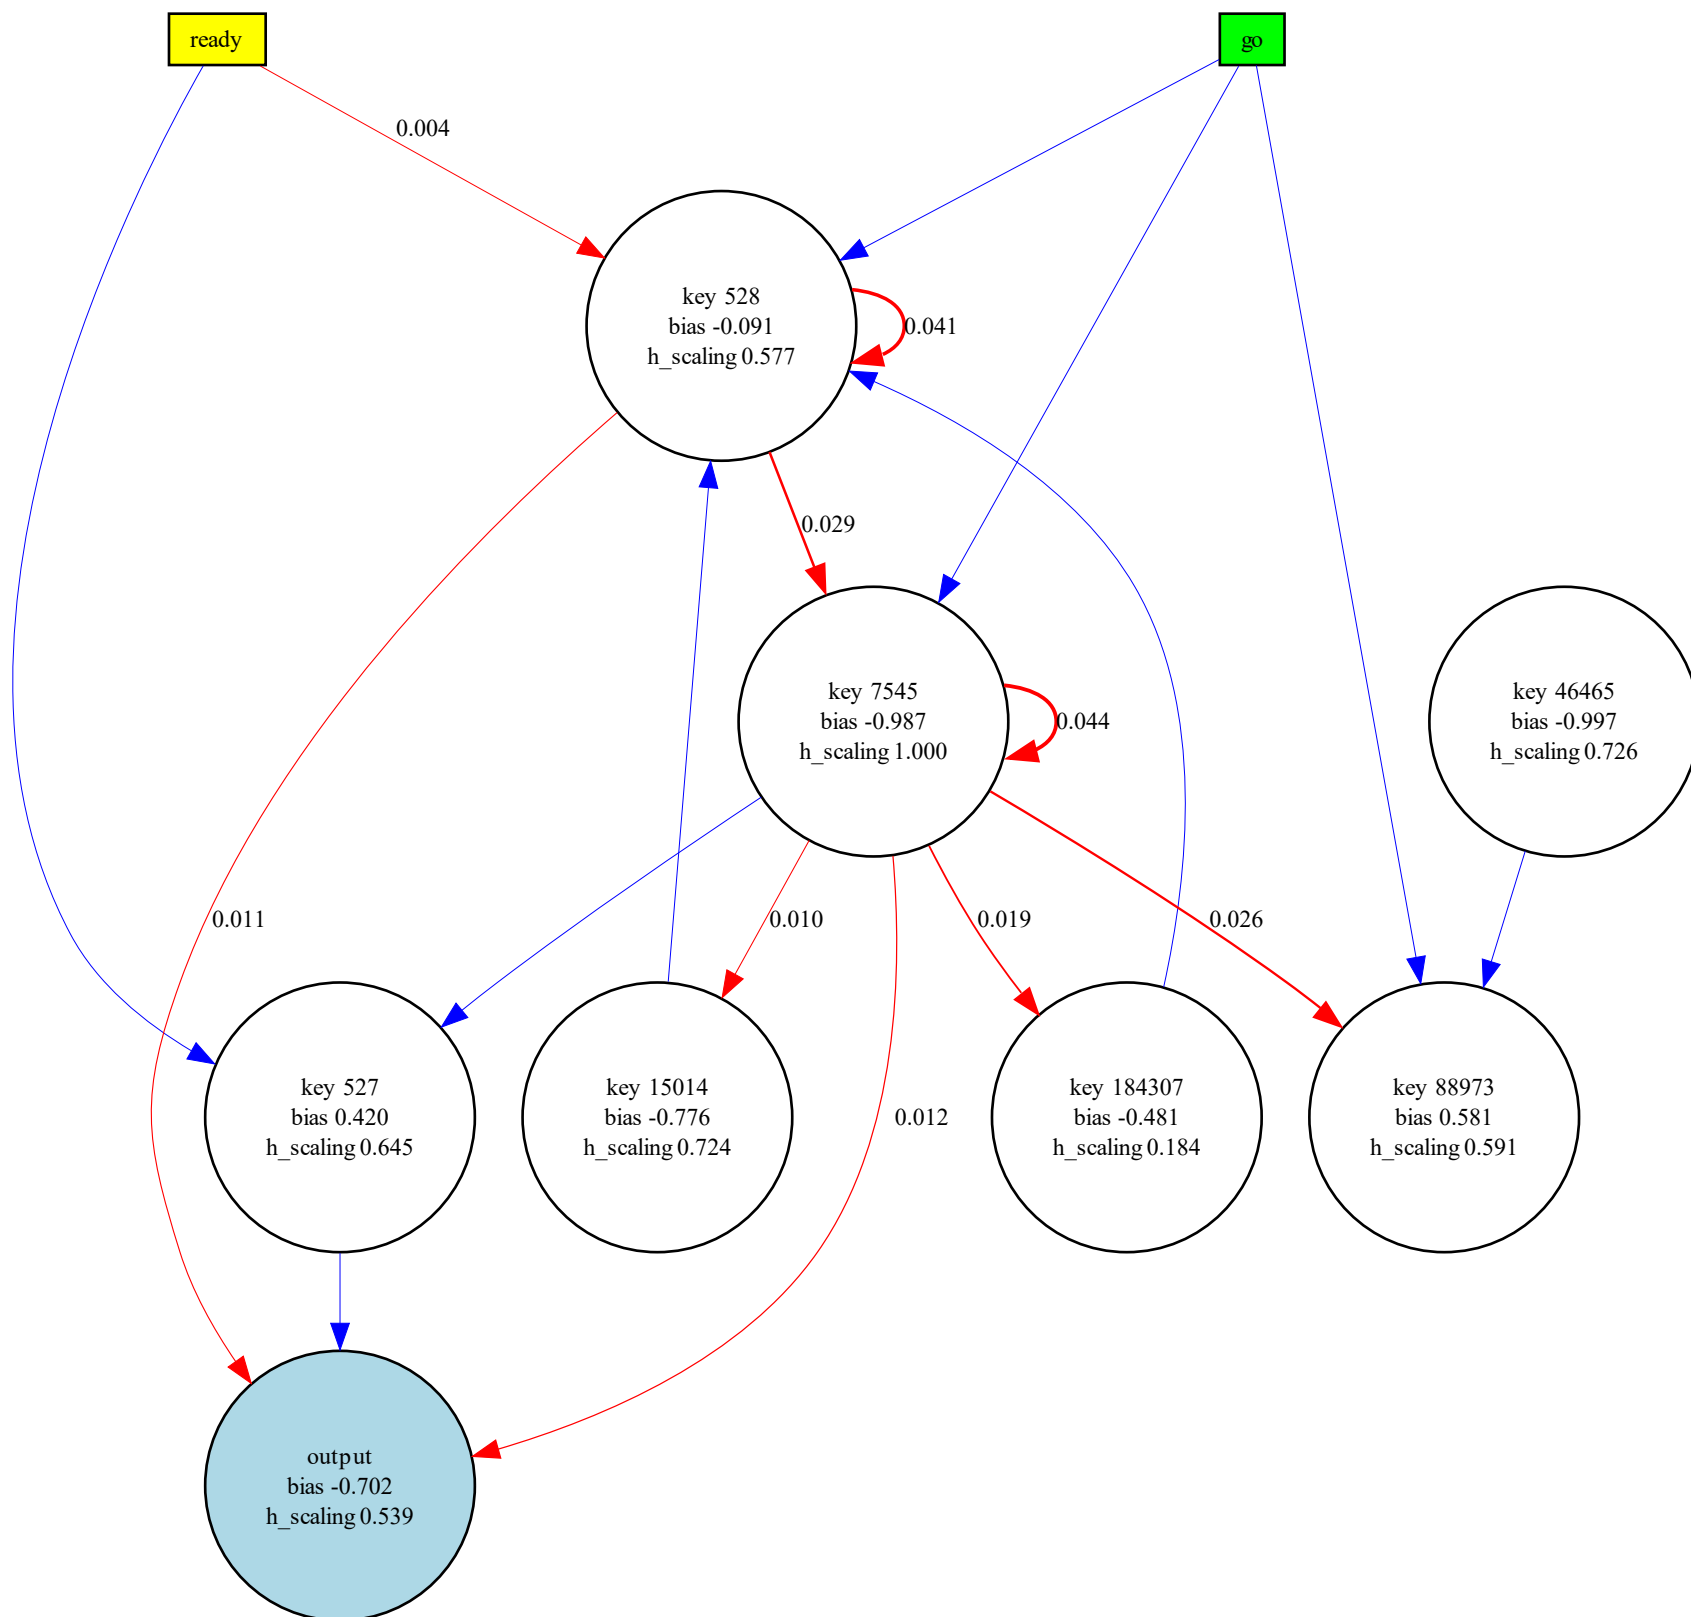 ready
go
0.004
key 528
bias -0.091
h_scaling 0.577
0.041
0.029
key 7545
bias -0.987
h_scaling 1.000
0.044
key 46465
bias -0.997
h_scaling 0.726
0.011
0.010
0.019
0.026
key 527
bias 0.420
h_scaling 0.645
key 15014
bias -0.776
h_scaling 0.724
0.012
key 184307
bias -0.481
h_scaling 0.184
key 88973
bias 0.581
h_scaling 0.591
output
bias -0.702
h_scaling 0.539